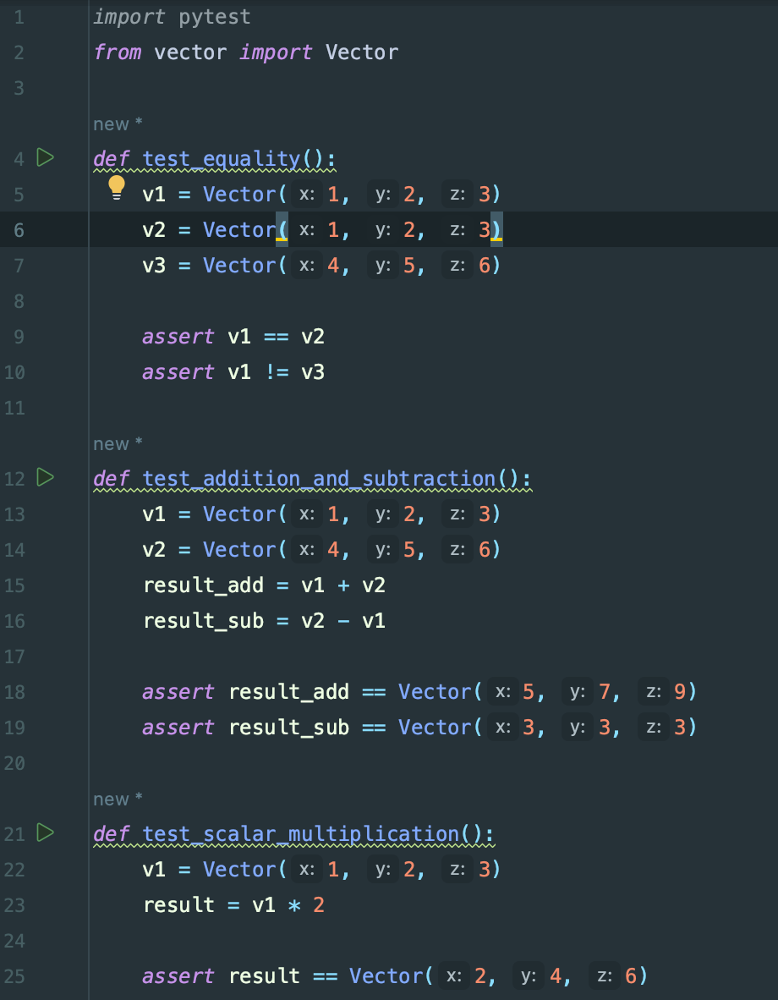 1 import pytest
2 from vector import Vector
3
new *
4 def test_equality():
5     v1 = Vector( x: 1, y: 2, z: 3)
6     v2 = Vector( x: 1, y: 2, z: 3)
7     v3 = Vector( x: 4, y: 5, z: 6)
8
9     assert v1 == v2
10     assert v1 != v3
11
new *
12 def test_addition_and_subtraction():
13     v1 = Vector( x: 1, y: 2, z: 3)
14     v2 = Vector( x: 4, y: 5, z: 6)
15     result_add = v1 + v2
16     result_sub = v2 - v1
17
18     assert result_add == Vector( x: 5, y: 7, z: 9)
19     assert result_sub == Vector( x: 3, y: 3, z: 3)
20
new *
21 def test_scalar_multiplication():
22     v1 = Vector( x: 1, y: 2, z: 3)
23     result = v1 * 2
24
25     assert result == Vector( x: 2, y: 4, z: 6)